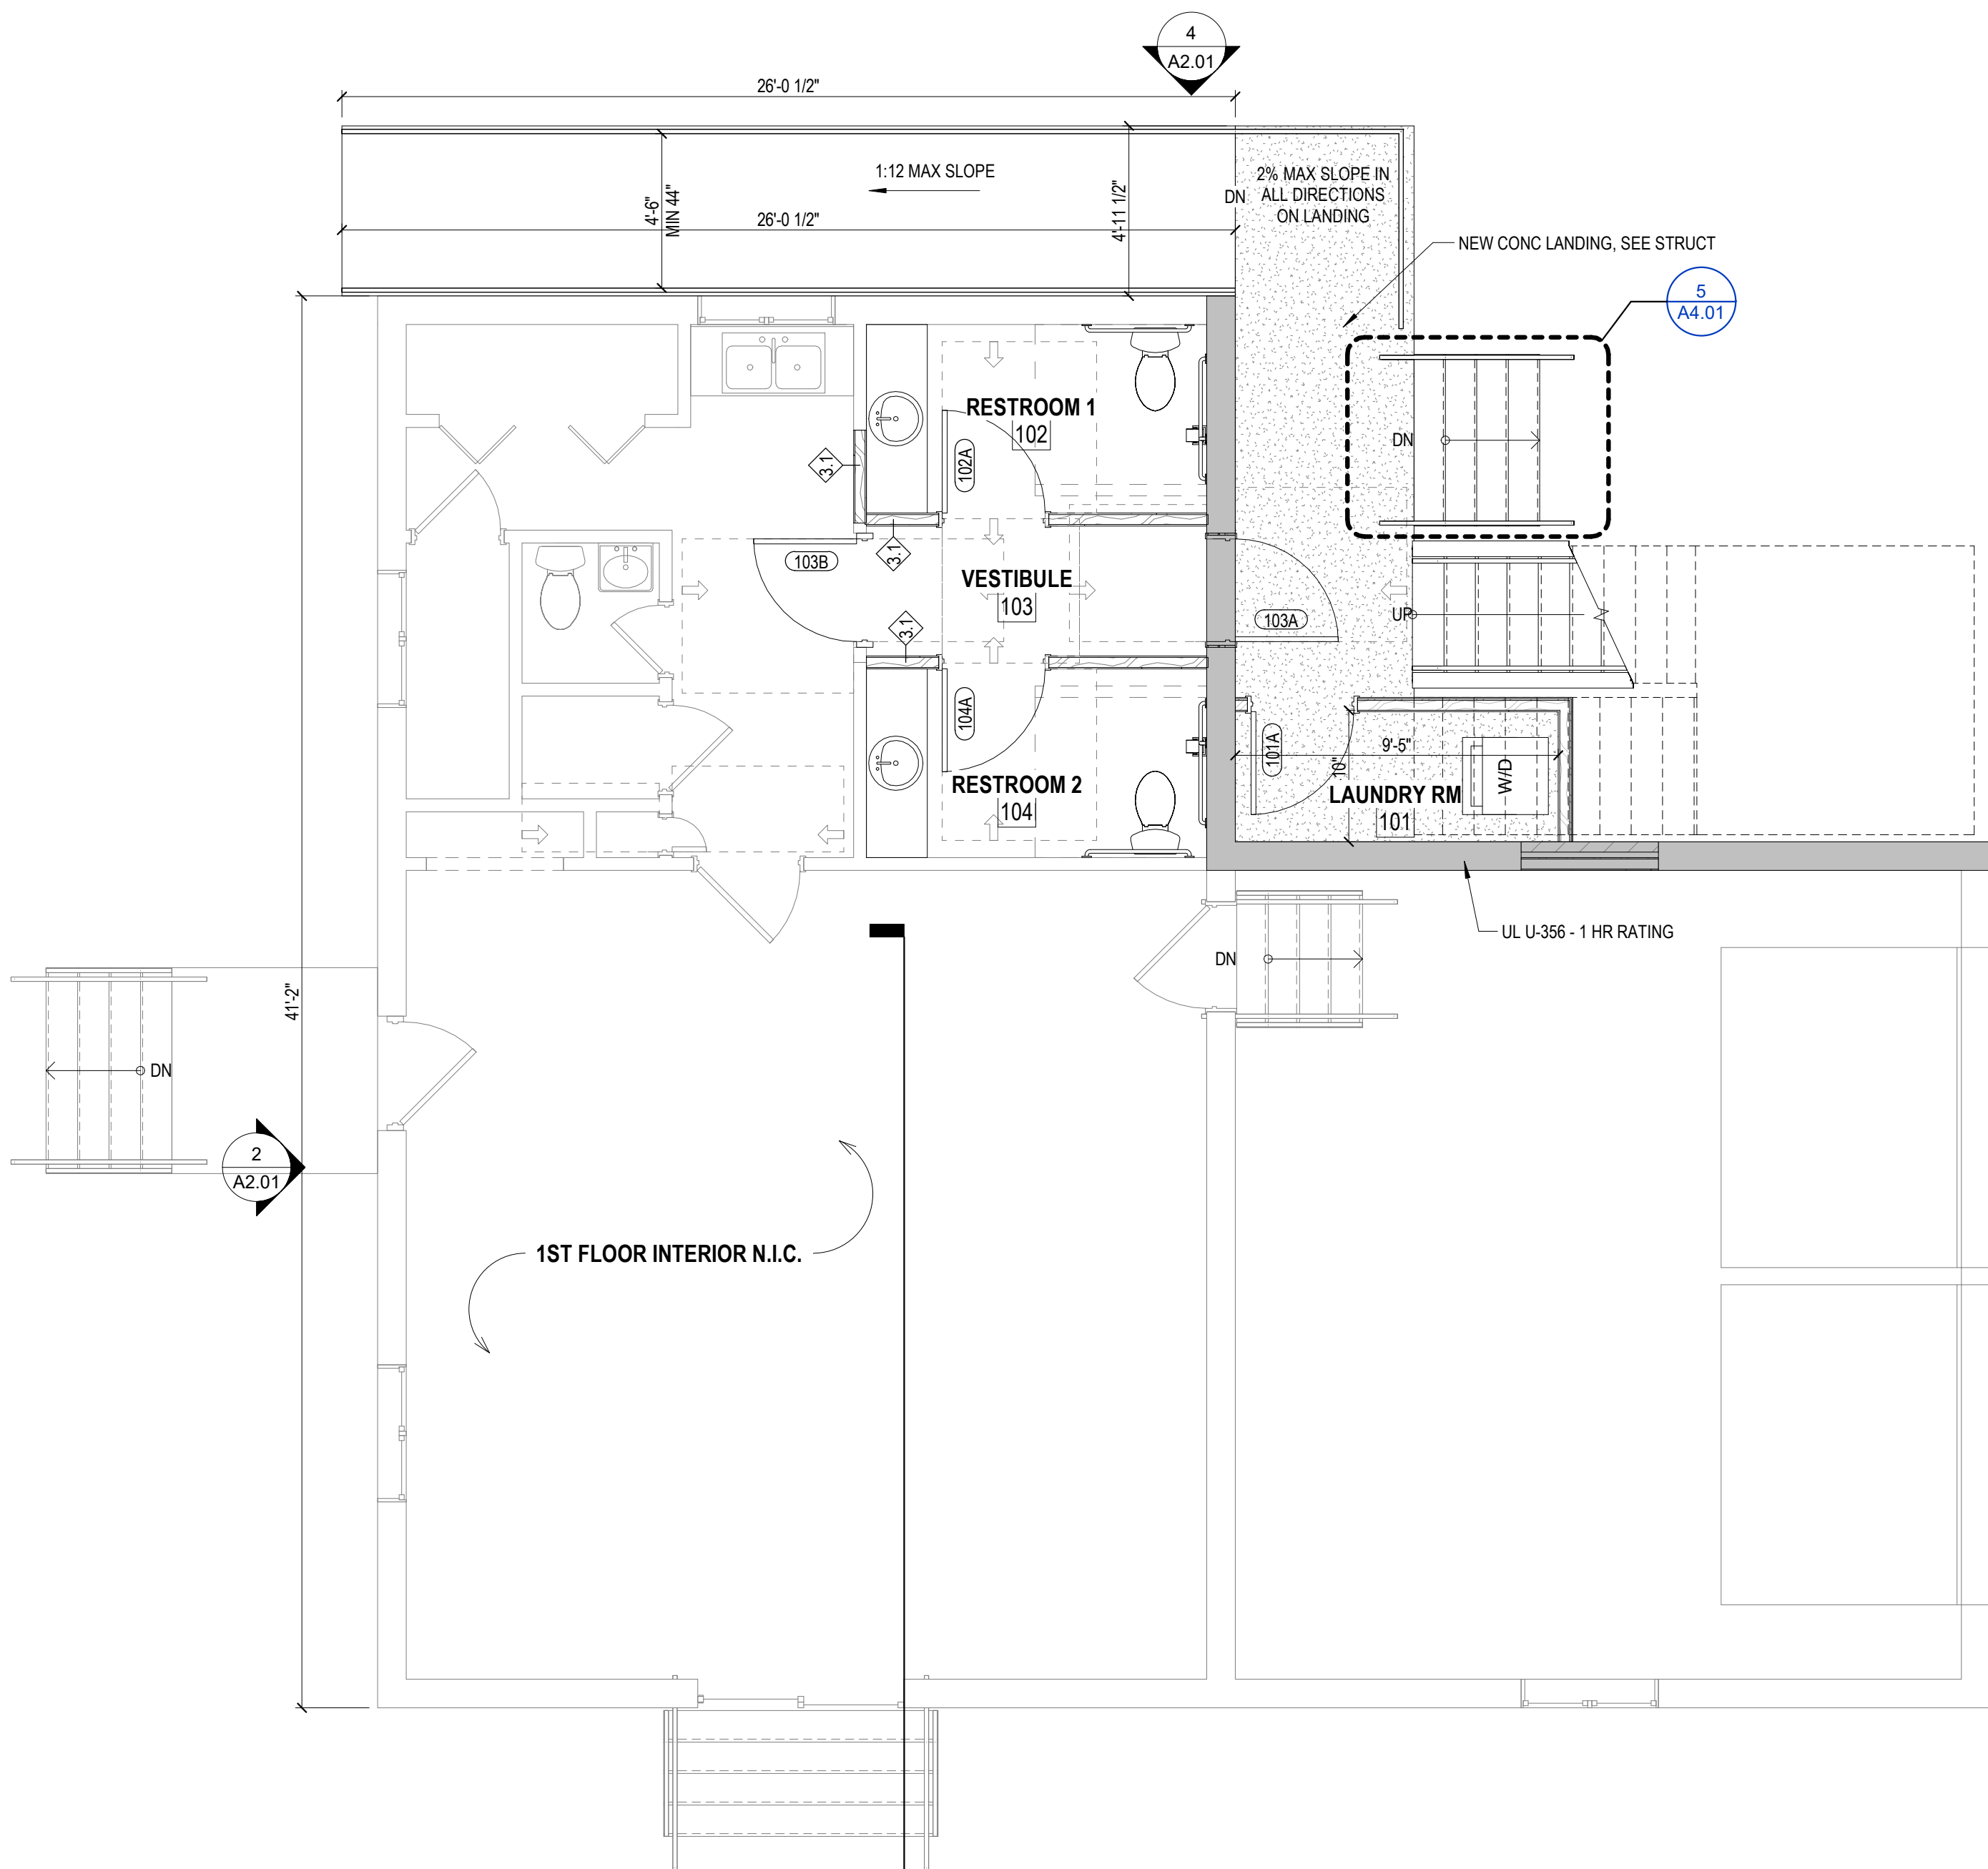 4
A2.01
26'-0 1/2"
1:12 MAX SLOPE
4'-6"
MIN 44"
26'-0 1/2"
4'-11 1/2"
DN
2% MAX SLOPE IN
ALL DIRECTIONS
ON LANDING
NEW CONC LANDING, SEE STRUCT
5
A4.01
RESTROOM 1
102
102A
3.1
DN
3.1
103B
VESTIBULE
103
103A
UP
3.1
104A
RESTROOM 2
104
101A
9'-5"
10"
W/D
LAUNDRY RM
101
UL U-356 - 1 HR RATING
DN
41'-2"
DN
2
A2.01
1ST FLOOR INTERIOR N.I.C.